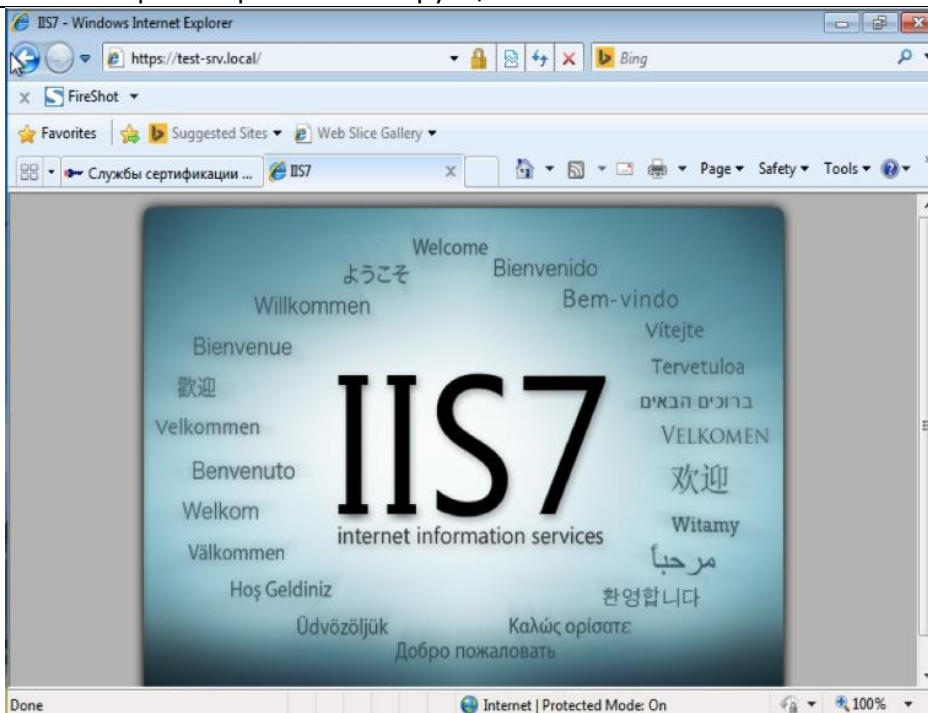 IIS7 - Windows Internet Explorer
https://test-srv.local/
Bing
x FireShot
Favorites Suggested Sites Web Slice Gallery
Службы сертификации ... IIS7 x Page Safety Tools
Welcome
ようこそ Bienvenido
Willkommen Bem-vindo
Bienvenue Vítejte
歡迎 Tervetuloa
ברוכים הבאים
Velkommen VELKOMEN
Benvenuto 欢迎
Welkom Witamy
IIS7
internet information services
Välkommen مرحباً
Hoş Geldiniz 환영합니다
Üdvözöljük Καλώς ορίσατε
Добро пожаловать
Done Internet | Protected Mode: On 100%